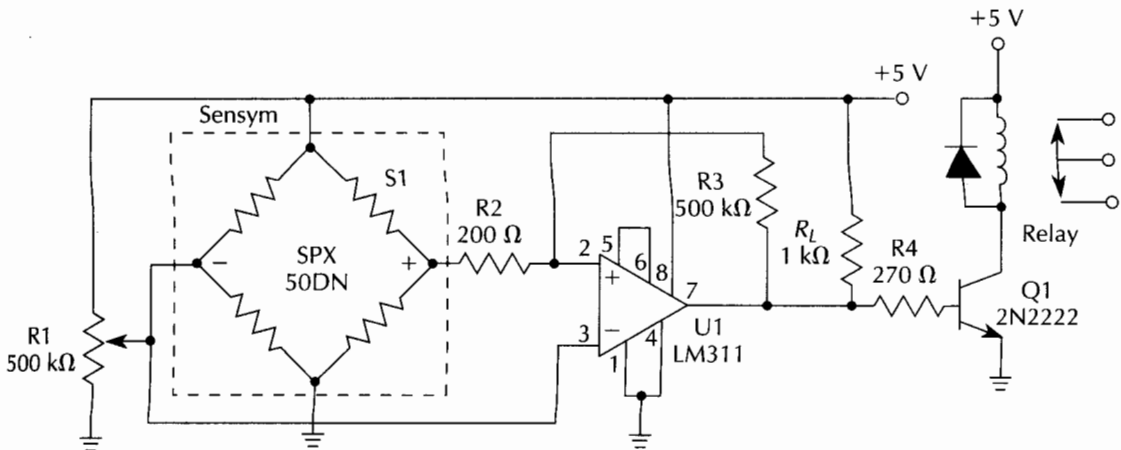 +5 V
+5 V
Sensym
S1
R3
500 kΩ
R2
200 Ω
R_L
1 kΩ
R4
270 Ω
Relay
SPX
50DN
−
+
2
5
6
8
7
+
−
3
1
4
U1
LM311
Q1
2N2222
R1
500 kΩ